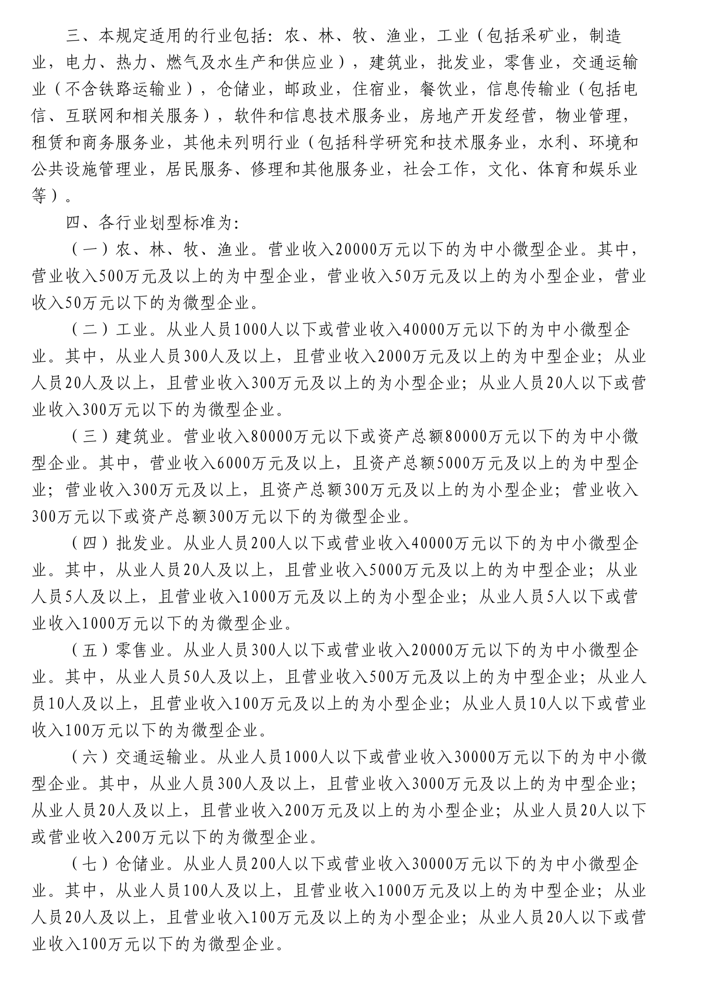 三、本规定适用的行业包括：农、林、牧、渔业，工业（包括采矿业，制造
业，电力、热力、燃气及水生产和供应业），建筑业，批发业，零售业，交通运输
业（不含铁路运输业），仓储业，邮政业，住宿业，餐饮业，信息传输业（包括电
信、互联网和相关服务），软件和信息技术服务业，房地产开发经营，物业管理，
租赁和商务服务业，其他未列明行业（包括科学研究和技术服务业，水利、环境和
公共设施管理业，居民服务、修理和其他服务业，社会工作，文化、体育和娱乐业
等）。
四、各行业划型标准为：
（一）农、林、牧、渔业。营业收入20000万元以下的为中小微型企业。其中，
营业收入500万元及以上的为中型企业，营业收入50万元及以上的为小型企业，营业
收入50万元以下的为微型企业。
（二）工业。从业人员1000人以下或营业收入40000万元以下的为中小微型企
业。其中，从业人员300人及以上，且营业收入2000万元及以上的为中型企业；从业
人员20人及以上，且营业收入300万元及以上的为小型企业；从业人员20人以下或营
业收入300万元以下的为微型企业。
（三）建筑业。营业收入80000万元以下或资产总额80000万元以下的为中小微
型企业。其中，营业收入6000万元及以上，且资产总额5000万元及以上的为中型企
业；营业收入300万元及以上，且资产总额300万元及以上的为小型企业；营业收入
300万元以下或资产总额300万元以下的为微型企业。
（四）批发业。从业人员200人以下或营业收入40000万元以下的为中小微型企
业。其中，从业人员20人及以上，且营业收入5000万元及以上的为中型企业；从业
人员5人及以上，且营业收入1000万元及以上的为小型企业；从业人员5人以下或营
业收入1000万元以下的为微型企业。
（五）零售业。从业人员300人以下或营业收入20000万元以下的为中小微型企
业。其中，从业人员50人及以上，且营业收入500万元及以上的为中型企业；从业人
员10人及以上，且营业收入100万元及以上的为小型企业；从业人员10人以下或营业
收入100万元以下的为微型企业。
（六）交通运输业。从业人员1000人以下或营业收入30000万元以下的为中小微
型企业。其中，从业人员300人及以上，且营业收入3000万元及以上的为中型企业；
从业人员20人及以上，且营业收入200万元及以上的为小型企业；从业人员20人以下
或营业收入200万元以下的为微型企业。
（七）仓储业。从业人员200人以下或营业收入30000万元以下的为中小微型企
业。其中，从业人员100人及以上，且营业收入1000万元及以上的为中型企业；从业
人员20人及以上，且营业收入100万元及以上的为小型企业；从业人员20人以下或营
业收入100万元以下的为微型企业。